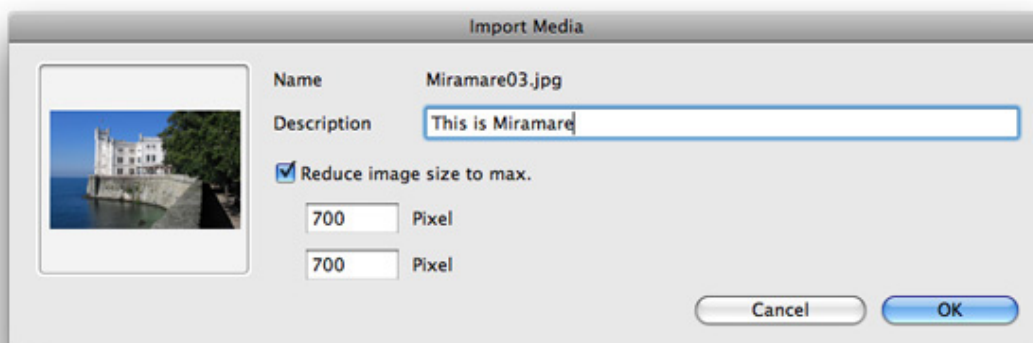 Import Media
Name Miramare03.jpg
Description This is Miramare
Reduce image size to max.
700 Pixel
700 Pixel
Cancel OK